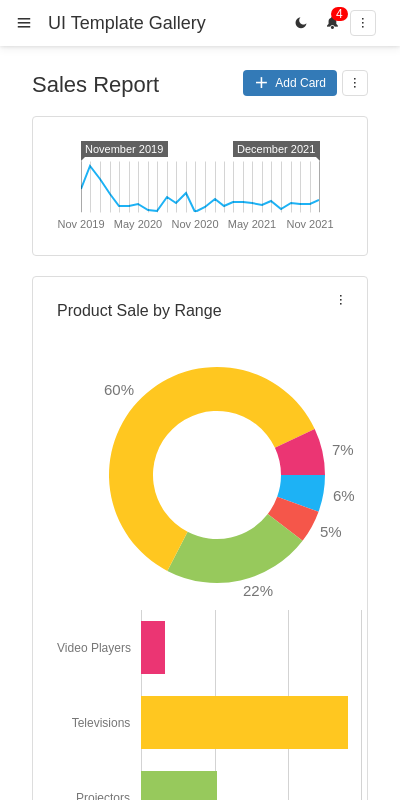 UI Template Gallery
4
Sales Report
Add Card
November 2019
December 2021
Nov 2019 May 2020 Nov 2020 May 2021 Nov 2021
Product Sale by Range
60%
7%
6%
5%
22%
Video Players
Televisions
Projectors